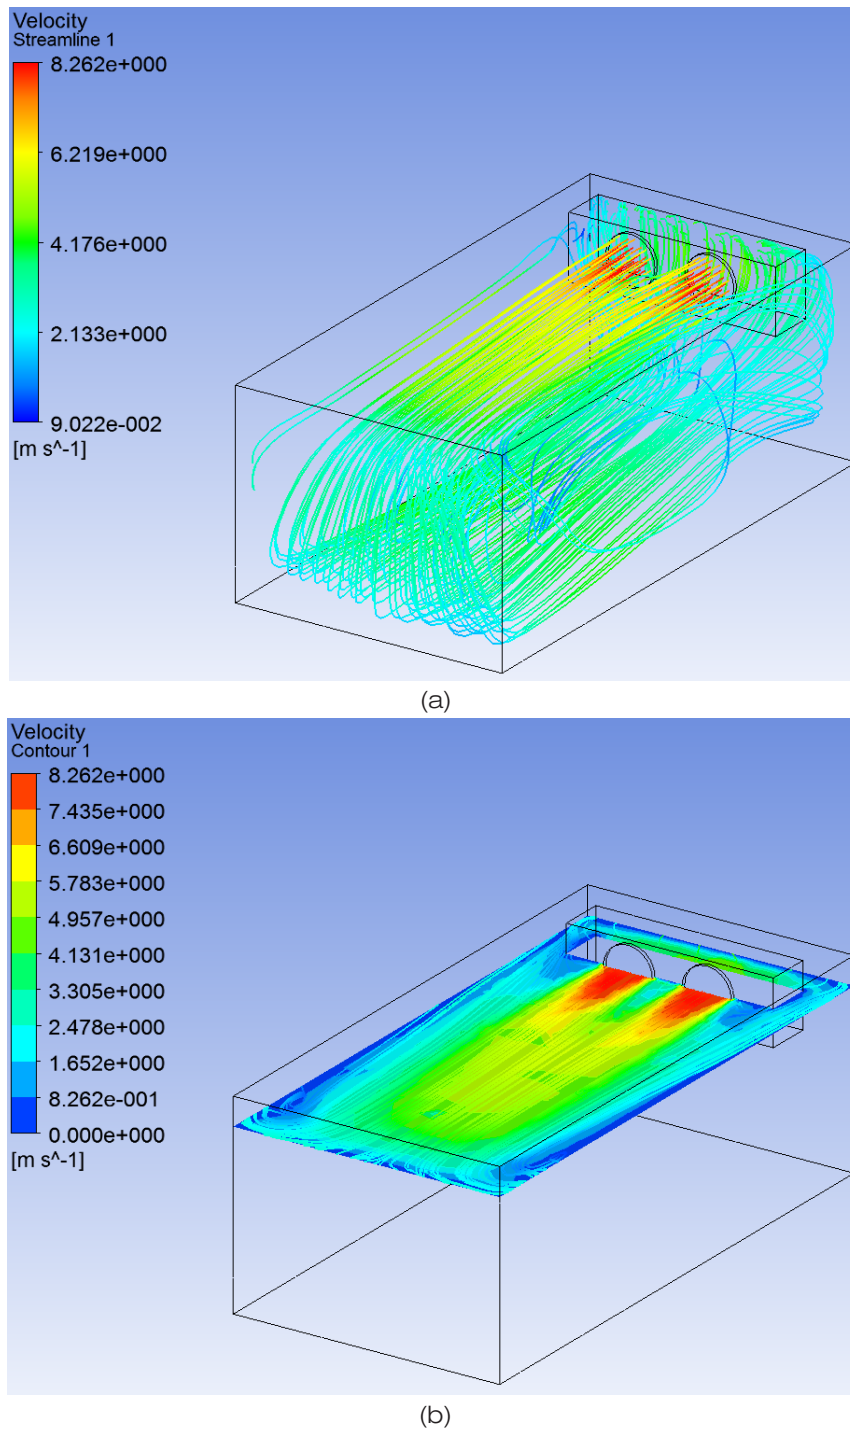 Velocity
Streamline 1
8.262e+000
6.219e+000
4.176e+000
2.133e+000
9.022e-002
[m s^-1]
(a)
Velocity
Contour 1
8.262e+000
7.435e+000
6.609e+000
5.783e+000
4.957e+000
4.131e+000
3.305e+000
2.478e+000
1.652e+000
8.262e-001
0.000e+000
[m s^-1]
(b)